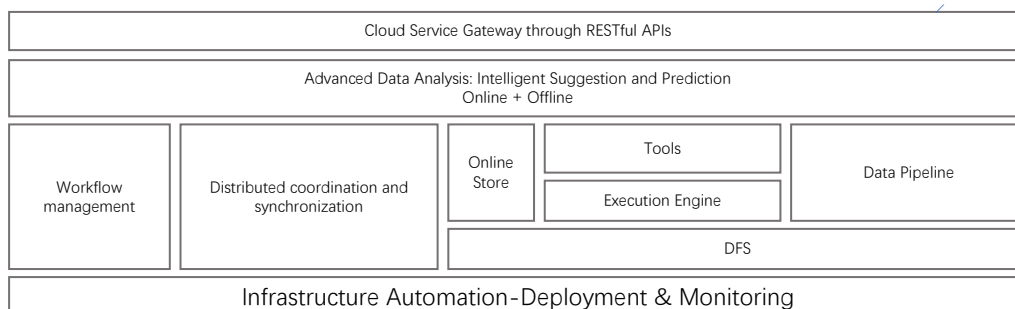 Cloud Service Gateway through RESTful APIs
Advanced Data Analysis: Intelligent Suggestion and Prediction
Online + Offline
Workflow
management
Distributed coordination and
synchronization
Online
Store
Tools
Execution Engine
Data Pipeline
DFS
Infrastructure Automation-Deployment & Monitoring